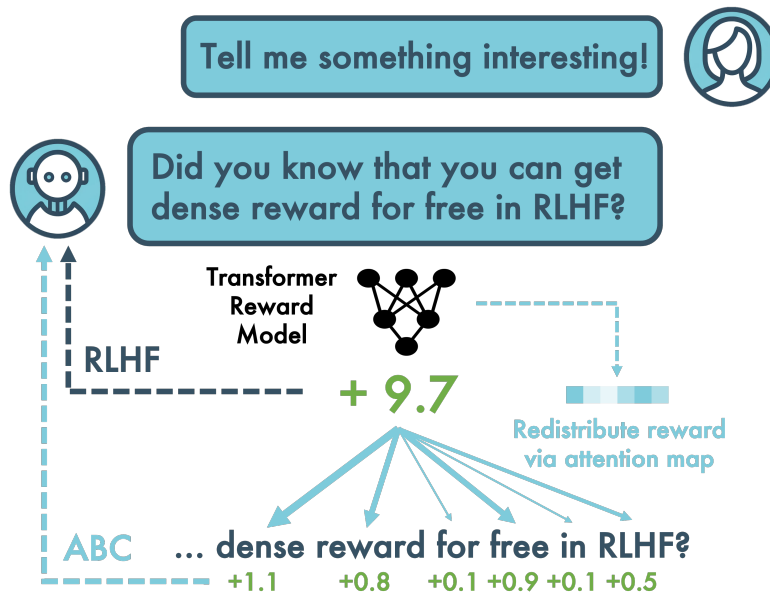 Tell me something interesting!
Did you know that you can get
dense reward for free in RLHF?
Transformer
Reward
Model
RLHF
+ 9.7
Redistribute reward
via attention map
ABC
... dense reward for free in RLHF?
+1.1 +0.8 +0.1 +0.9 +0.1 +0.5